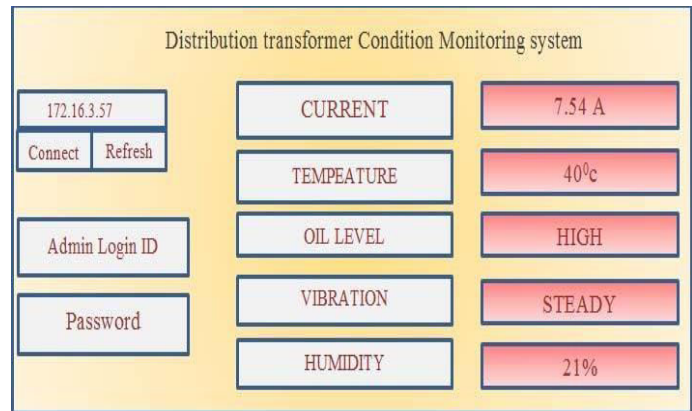 Distribution transformer Condition Monitoring system
172.16.3.57
Connect Refresh
Admin Login ID
Password
CURRENT 7.54 A
TEMPEATURE 40⁰c
OIL LEVEL HIGH
VIBRATION STEADY
HUMIDITY 21%